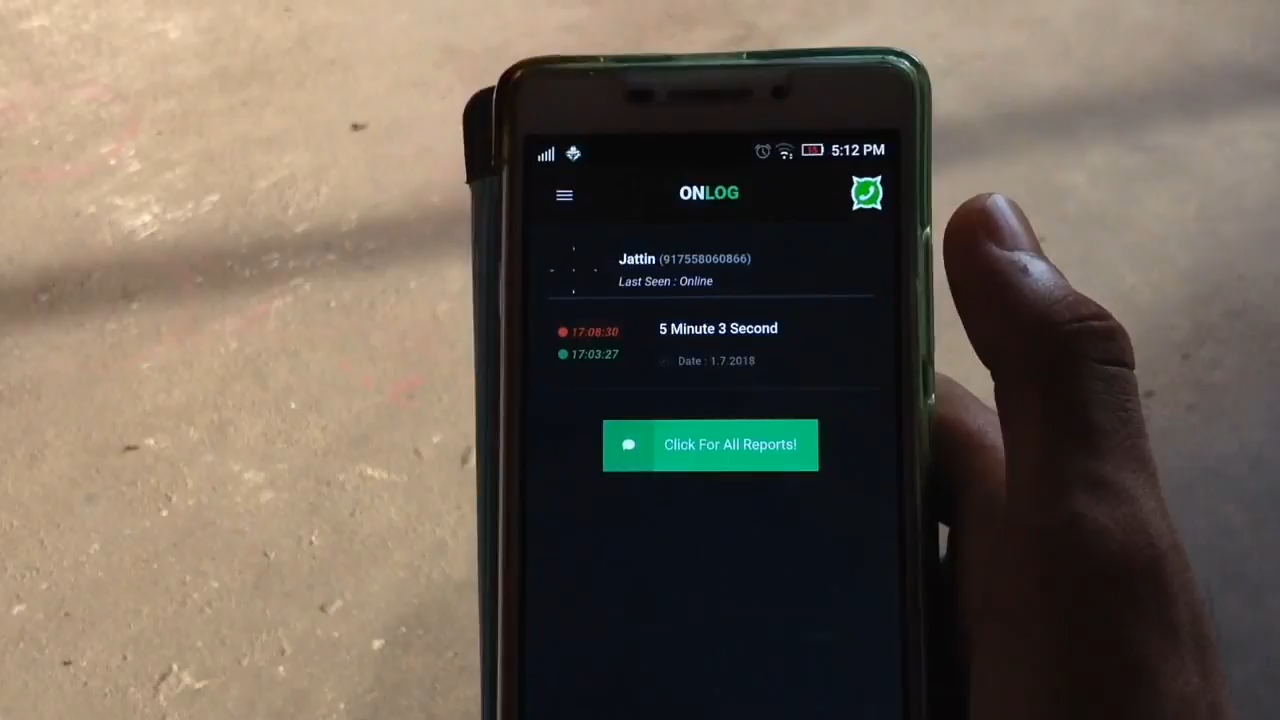 15 5:12 PM
ONLOG
Jattin (917558060866)
Last Seen : Online
17:08:30
5 Minute 3 Second
17:03:27
Date : 1.7.2018
Click For All Reports!